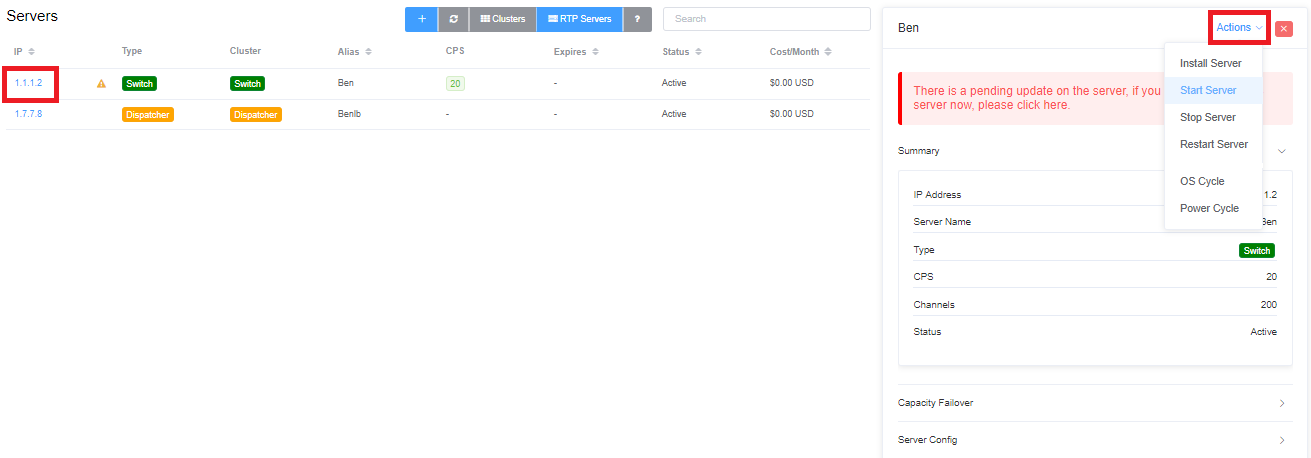 Servers
+ Clusters RTP Servers ? Search
IP Type Cluster Alias CPS Expires Status Cost/Month
1.1.1.2 Switch Switch Ben 20 - Active $0.00 USD
1.7.7.8 Dispatcher Dispatcher Benlb - - Active $0.00 USD
Ben
Actions
Install Server
Start Server
Stop Server
Restart Server
OS Cycle
Power Cycle
There is a pending update on the server, if you
server now, please click here.
Summary
IP Address 1.2
Server Name Ben
Type Switch
CPS 20
Channels 200
Status Active
Capacity Failover
Server Config